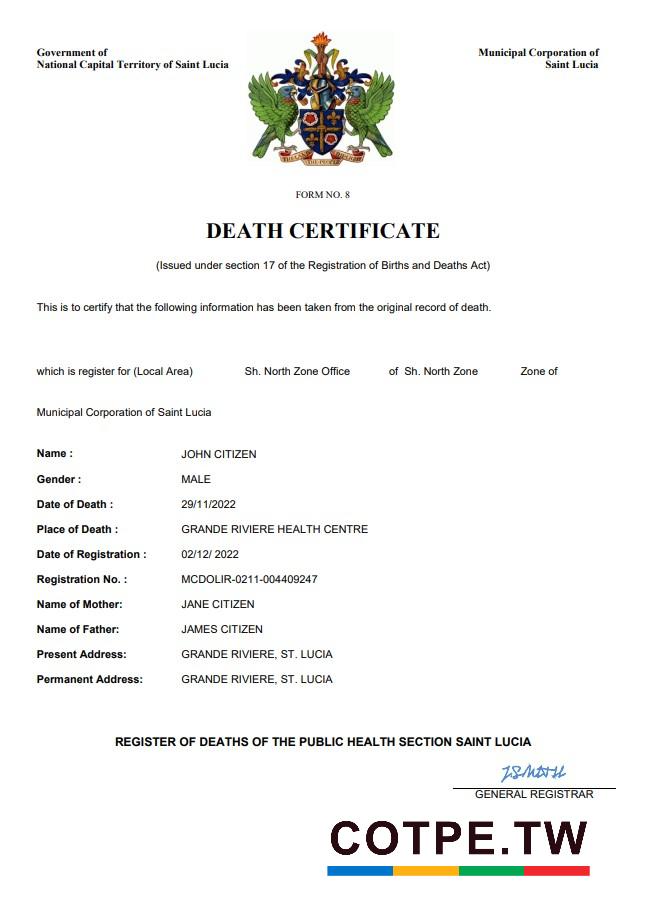 Government of
National Capital Territory of Saint Lucia
Municipal Corporation of
Saint Lucia
THE LAND THE PEOPLE THE LIGHT
FORM NO. 8
DEATH CERTIFICATE
(Issued under section 17 of the Registration of Births and Deaths Act)
This is to certify that the following information has been taken from the original record of death.
which is register for (Local Area) Sh. North Zone Office of Sh. North Zone Zone of
Municipal Corporation of Saint Lucia
Name : JOHN CITIZEN
Gender : MALE
Date of Death : 29/11/2022
Place of Death : GRANDE RIVIERE HEALTH CENTRE
Date of Registration : 02/12/ 2022
Registration No. : MCDOLIR-0211-004409247
Name of Mother: JANE CITIZEN
Name of Father: JAMES CITIZEN
Present Address: GRANDE RIVIERE, ST. LUCIA
Permanent Address: GRANDE RIVIERE, ST. LUCIA
REGISTER OF DEATHS OF THE PUBLIC HEALTH SECTION SAINT LUCIA
GENERAL REGISTRAR
COTPE.TW